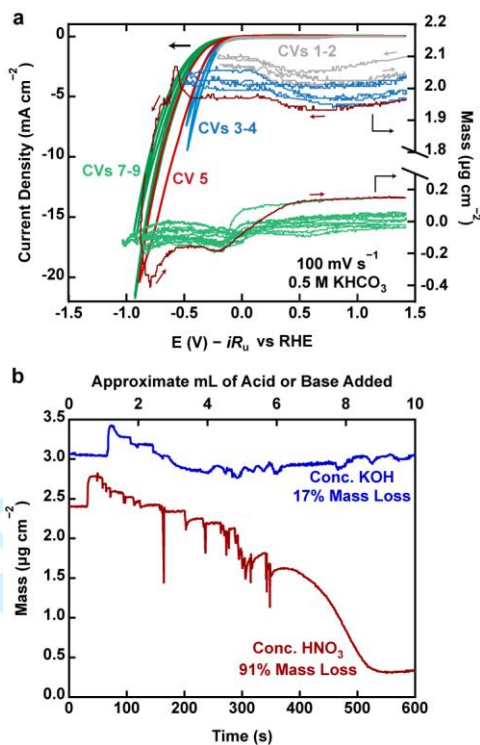 a
CVs 1-2
CVs 3-4
CVs 7-9
CV 5
100 mV s⁻¹
0.5 M KHCO₃
Current Density (mA cm⁻²)
0
-5
-10
-15
-20
Mass (µg cm⁻²)
2.2
2.1
2.0
1.9
1.8
0.2
0.0
-0.2
-0.4
-1.5
-1.0
-0.5
0.0
0.5
1.0
1.5
E (V) − iRᵤ vs RHE
b
Approximate mL of Acid or Base Added
0
2
4
6
8
10
Mass (µg cm⁻²)
3.5
3.0
2.5
2.0
1.5
1.0
0.5
0.0
Conc. KOH
17% Mass Loss
Conc. HNO₃
91% Mass Loss
0
100
200
300
400
500
600
Time (s)